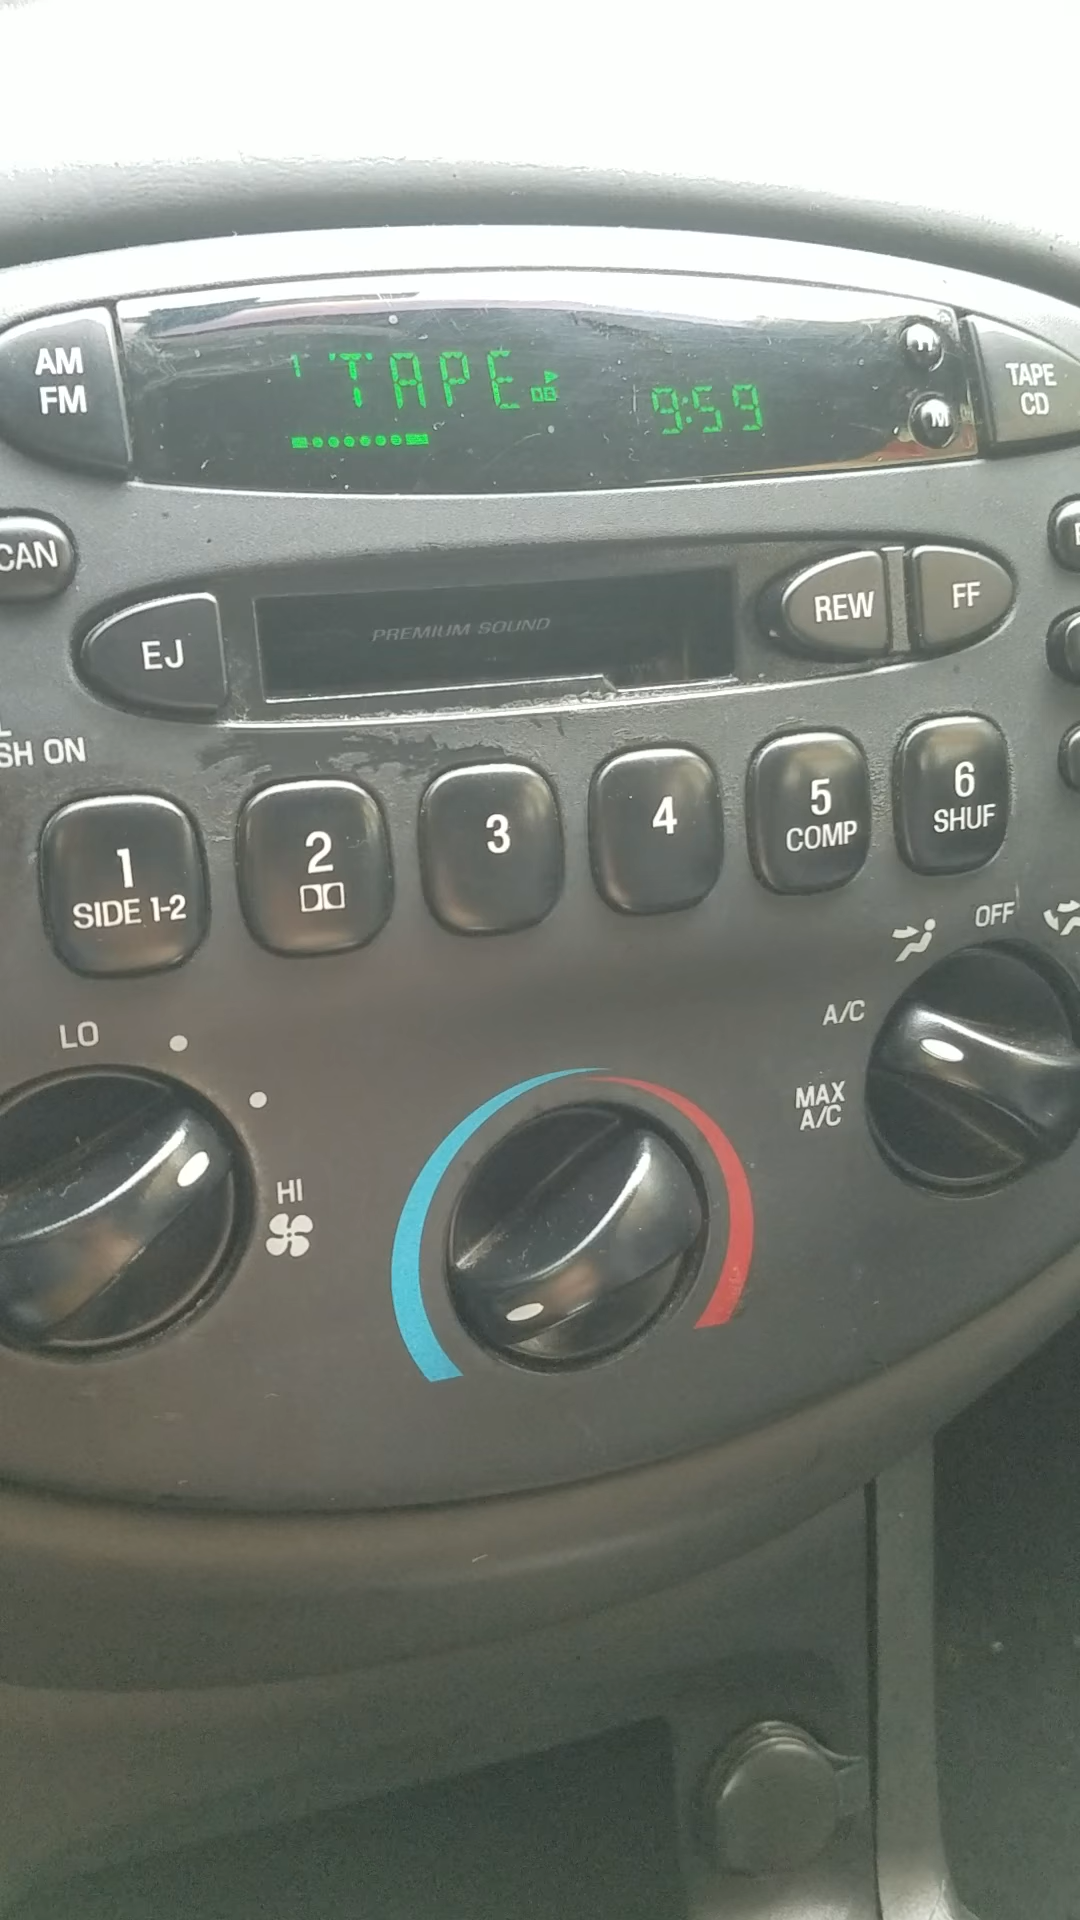 AM
FM
1 TAPE
9:59
H
M
TAPE
CD
CAN
EJ
PREMIUM SOUND
REW
FF
SH ON
1
SIDE 1-2
2
3
4
5
COMP
6
SHUF
LO
HI
OFF
A/C
MAX
A/C